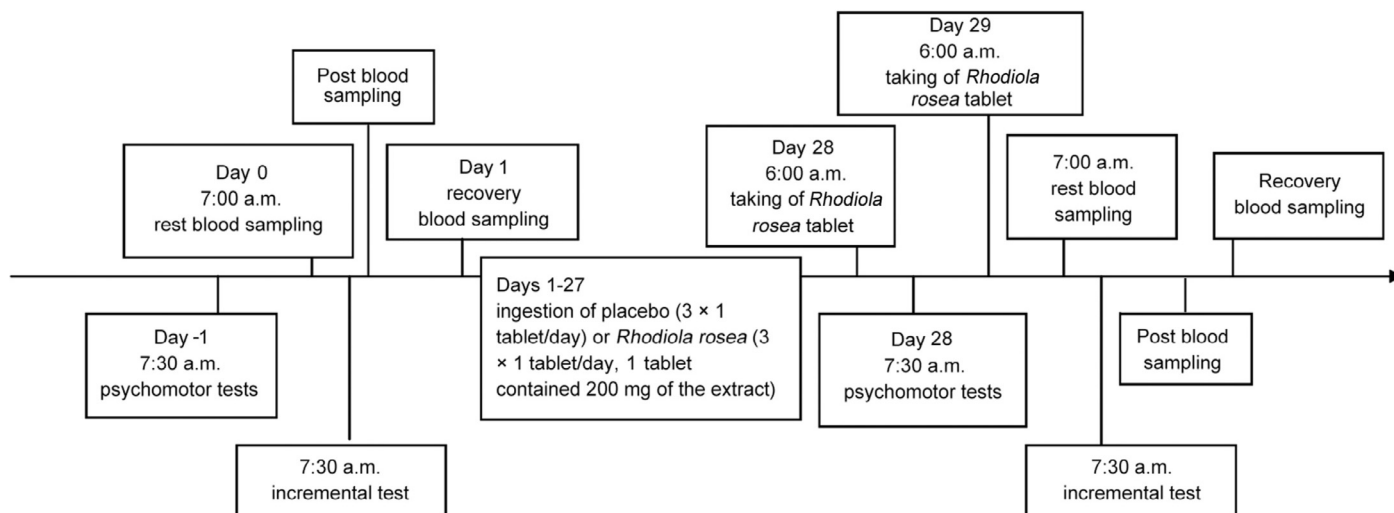 Day 29
6:00 a.m.
taking of Rhodiola
rosea tablet
Post blood
sampling
Day 28
6:00 a.m.
taking of Rhodiola
rosea tablet
7:00 a.m.
rest blood
sampling
Recovery
blood sampling
Day 0
7:00 a.m.
rest blood sampling
Day 1
recovery
blood sampling
Days 1-27
ingestion of placebo (3 × 1
tablet/day) or Rhodiola rosea (3
× 1 tablet/day, 1 tablet
contained 200 mg of the extract)
Day -1
7:30 a.m.
psychomotor tests
Day 28
7:30 a.m.
psychomotor tests
Post blood
sampling
7:30 a.m.
incremental test
7:30 a.m.
incremental test